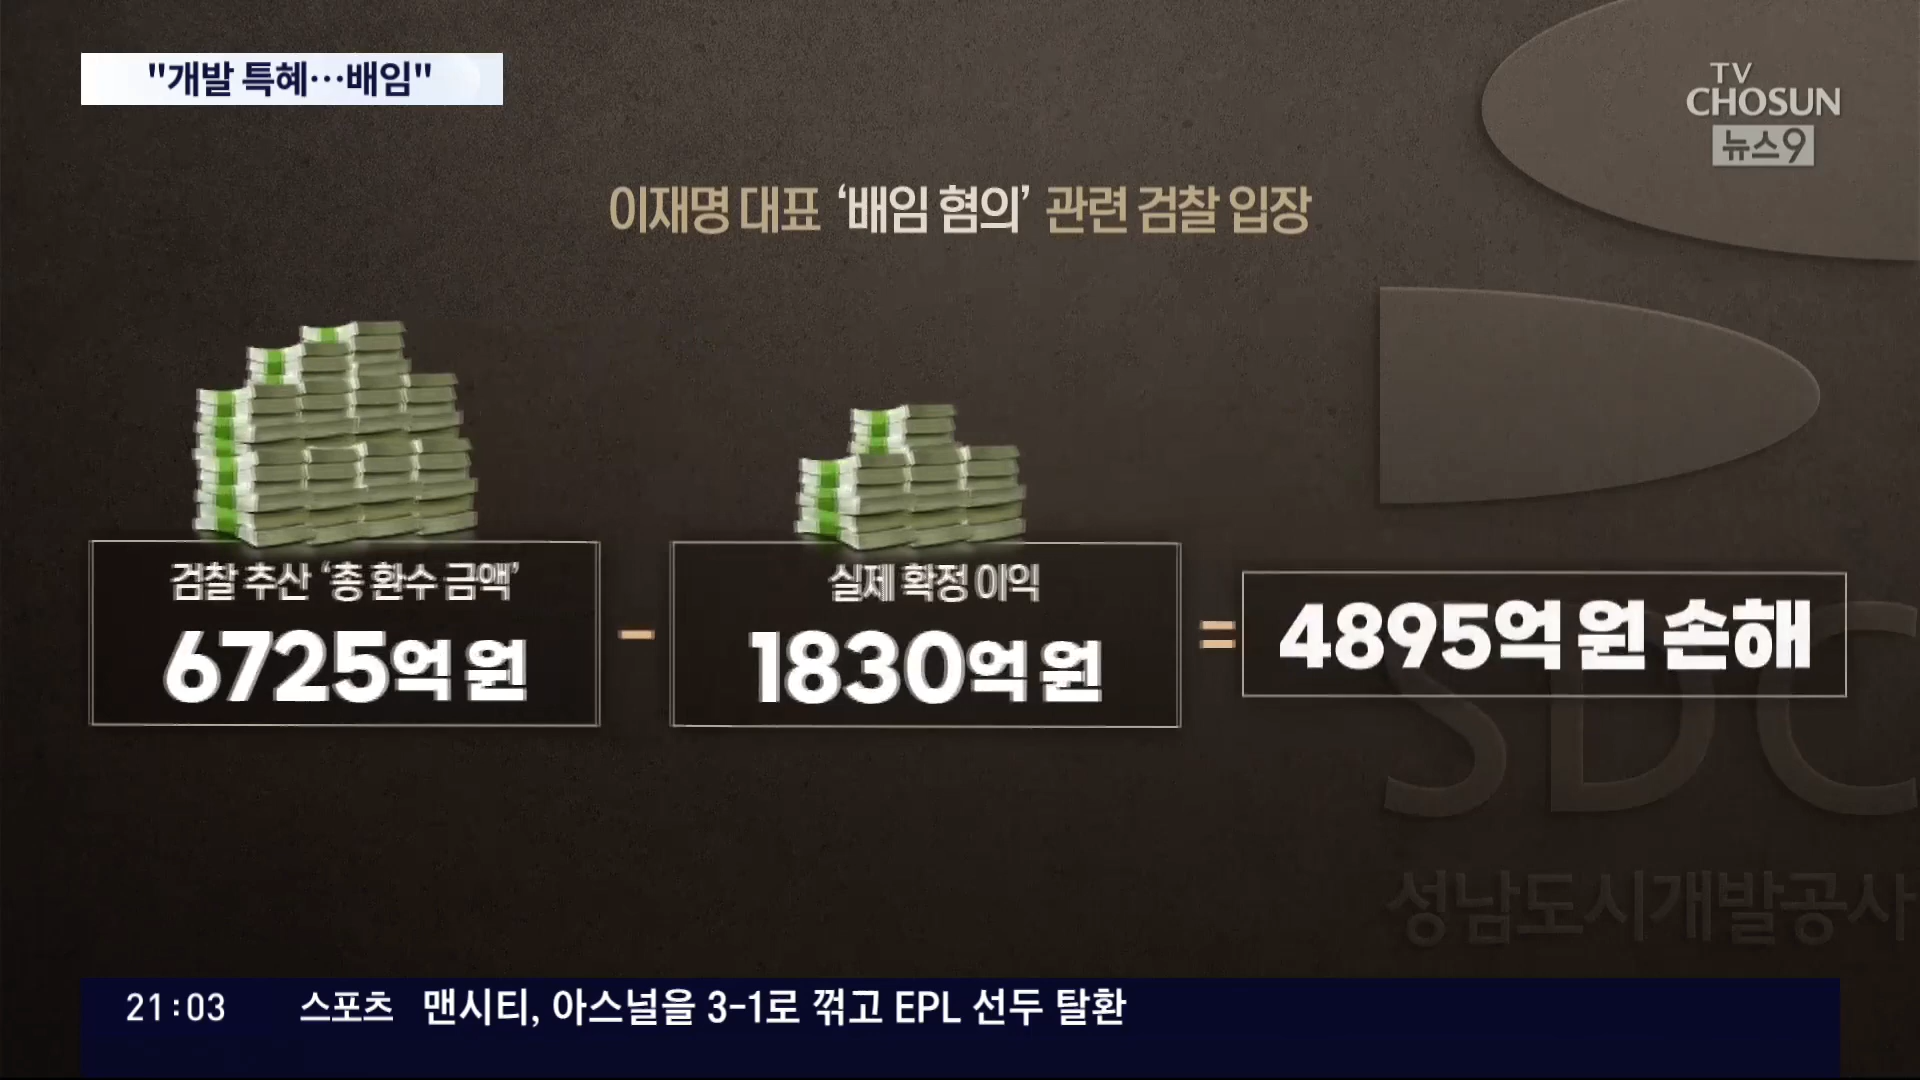 "개발 특혜…배임"
TV
CHOSUN
뉴스9
이재명 대표 ‘배임 혐의’ 관련 검찰 입장
검찰 추산 ‘총 환수 금액’
6725억 원
-
실제 확정 이익
1830억 원
=
4895억 원 손해
SDC
성남도시개발공사
21:03 스포츠 맨시티, 아스널을 3-1로 꺾고 EPL 선두 탈환